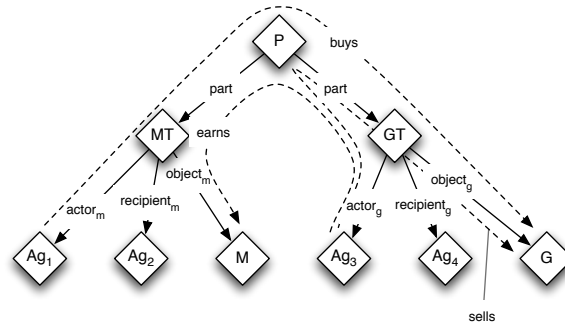 P
buys
part
part
MT
earns
GT
object_m
object_g
actor_m
recipient_m
actor_g
recipient_g
Ag_1
Ag_2
M
Ag_3
Ag_4
G
sells